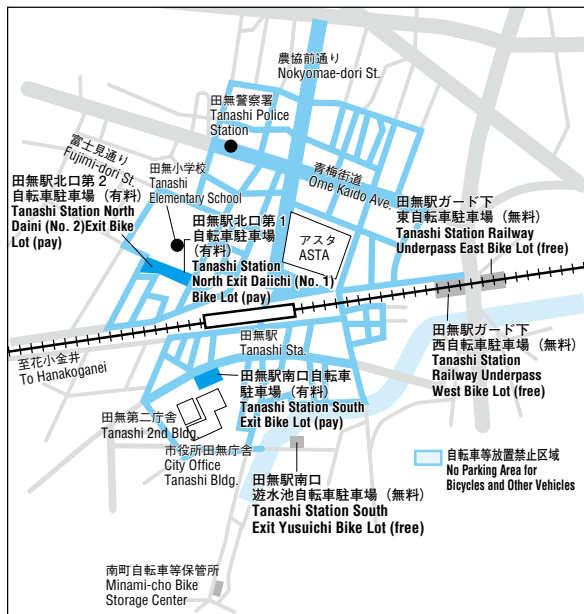 農協前通り
Nokyomae-dori St.
田無警察署
Tanashi Police
Station
富士見通り
Fujimi-dori St.
田無小学校
Tanashi
Elementary School
青梅街道
Ome Kaido Ave.
田無駅北口第2
自転車駐車場（有料）
Tanashi Station North
Daini (No. 2)Exit Bike
Lot (pay)
田無駅北口第1
自転車駐車場
（有料）
Tanashi Station
North Exit Daiichi (No. 1)
Bike Lot (pay)
アスタ
ASTA
田無駅ガード下
東自転車駐車場（無料）
Tanashi Station Railway
Underpass East Bike Lot (free)
田無駅
Tanashi Sta.
至花小金井
To Hanakoganei
田無駅ガード下
西自転車駐車場（無料）
Tanashi Station
Railway Underpass
West Bike Lot (free)
田無駅南口自転車
駐車場（有料）
Tanashi Station South
Exit Bike Lot (pay)
田無第二庁舎
Tanashi 2nd Bldg.
市役所田無庁舎
City Office
Tanashi Bldg.
田無駅南口
遊水池自転車駐車場（無料）
Tanashi Station South
Exit Yusuichi Bike Lot (free)
自転車等放置禁止区域
No Parking Area for
Bicycles and Other Vehicles
南町自転車等保管所
Minami-cho Bike
Storage Center